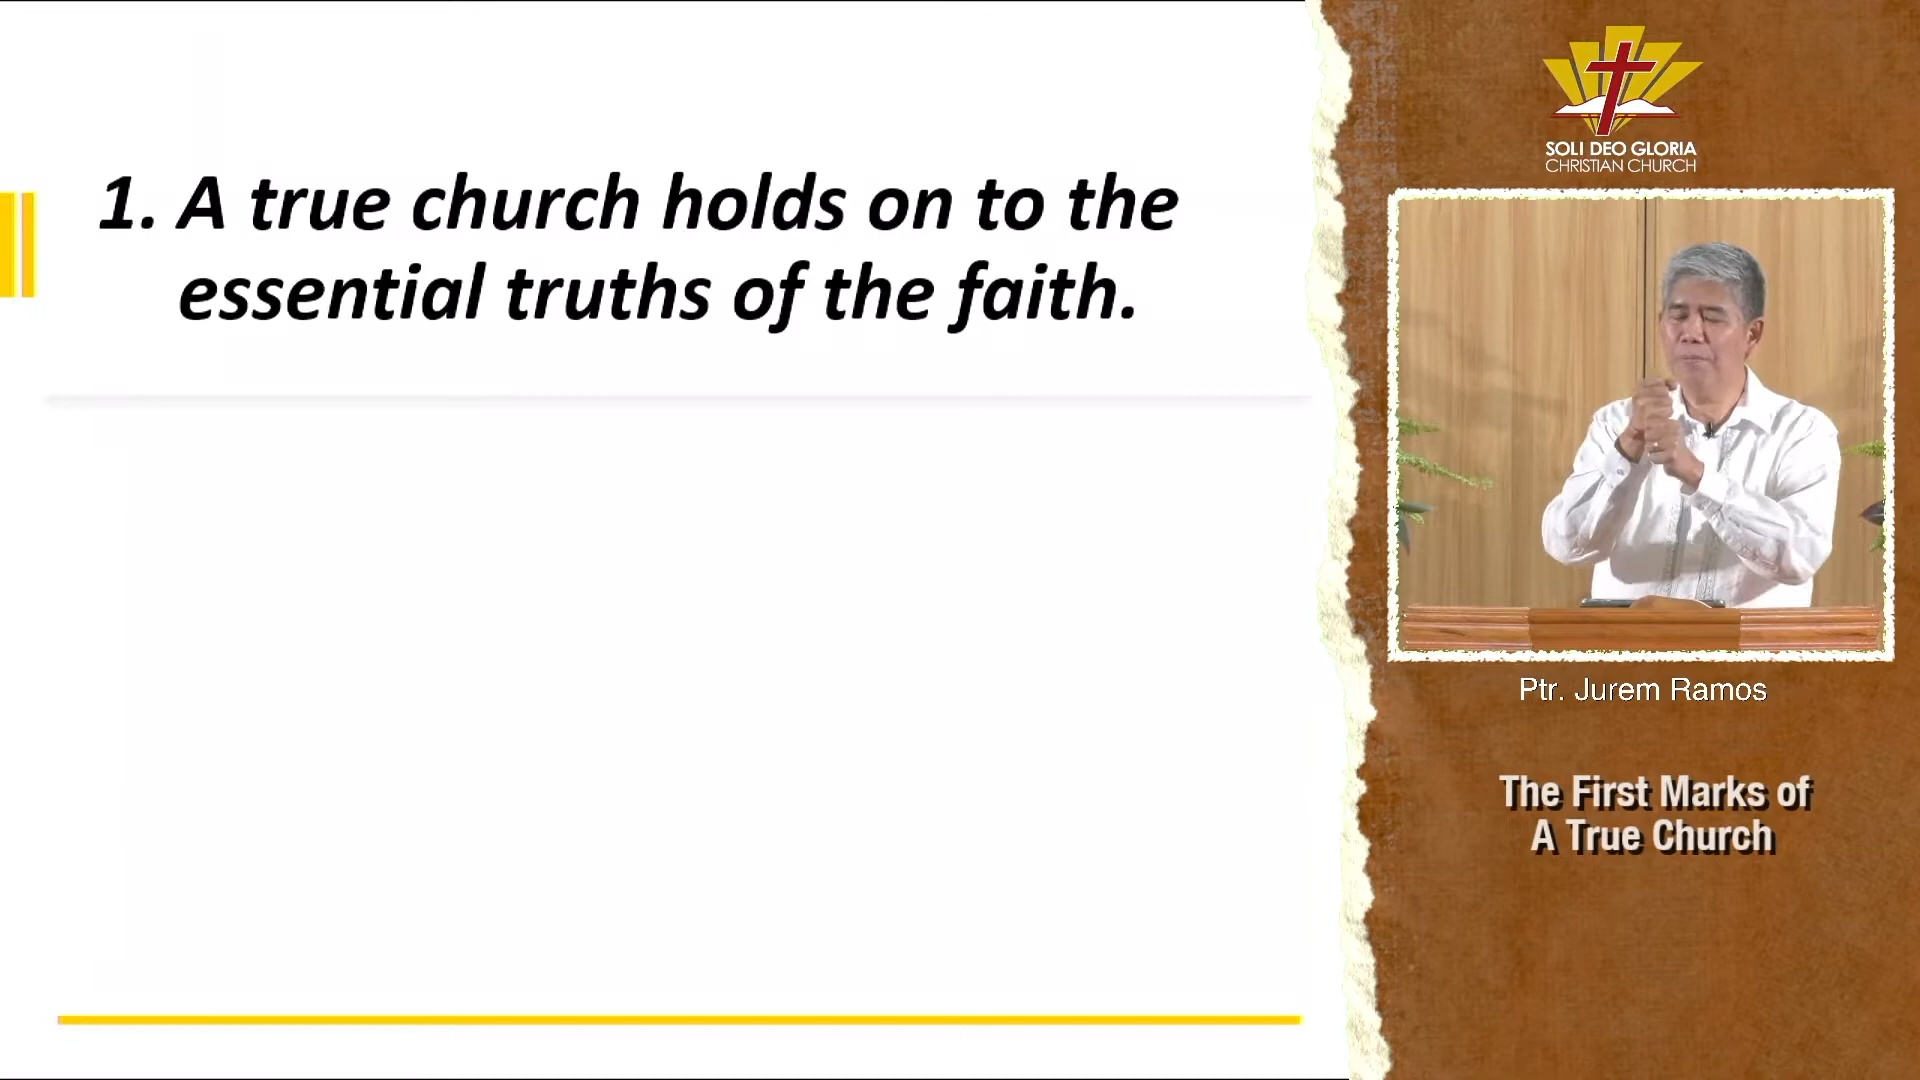 1. A true church holds on to the
essential truths of the faith.
SOLI DEO GLORIA
CHRISTIAN CHURCH
Ptr. Jurem Ramos
The First Marks of
A True Church